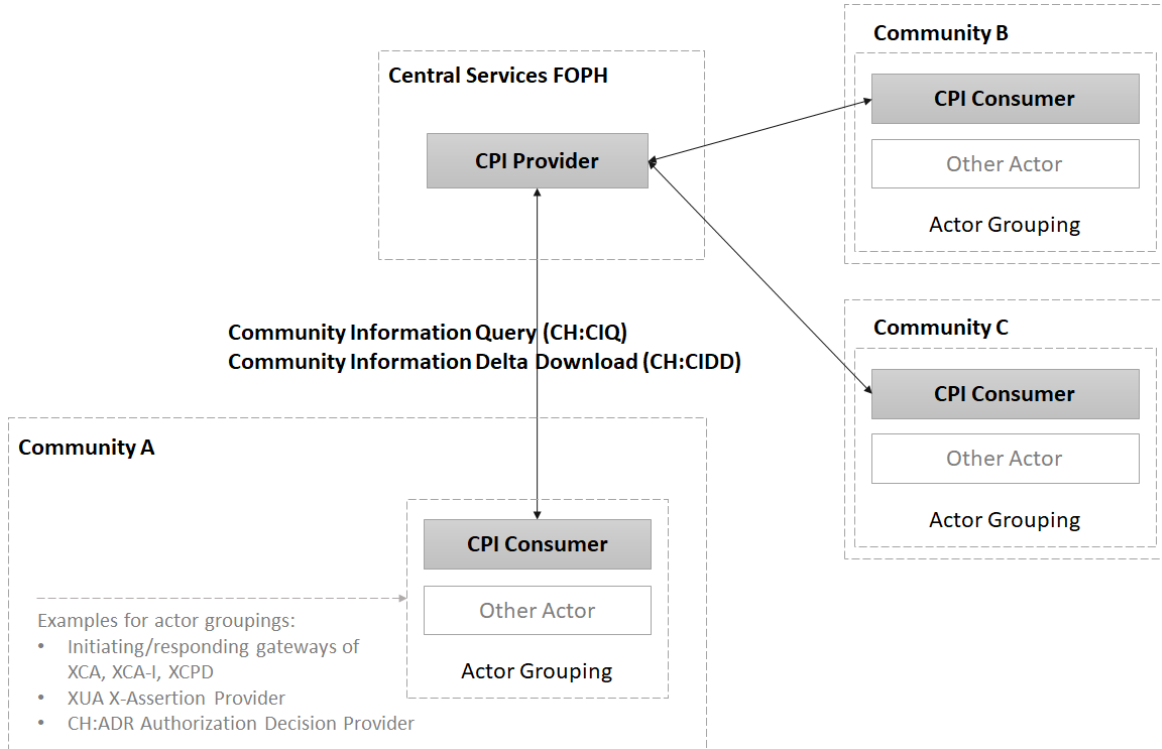 Central Services FOPH
CPI Provider
Community B
CPI Consumer
Other Actor
Actor Grouping
Community C
CPI Consumer
Other Actor
Actor Grouping
Community Information Query (CH:CIQ)
Community Information Delta Download (CH:CIDD)
Community A
CPI Consumer
Other Actor
Actor Grouping
Examples for actor groupings:
• Initiating/responding gateways of
XCA, XCA-I, XCPD
• XUA X-Assertion Provider
• CH:ADR Authorization Decision Provider